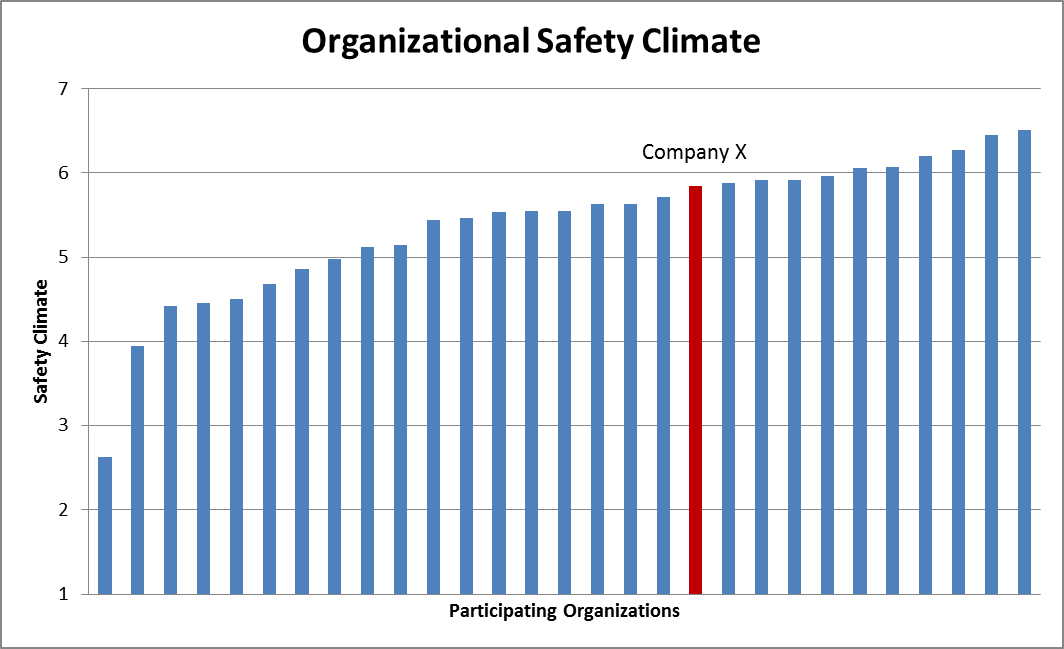 Organizational Safety Climate
7
6
5
4
3
2
1
Safety Climate
Company X
Participating Organizations